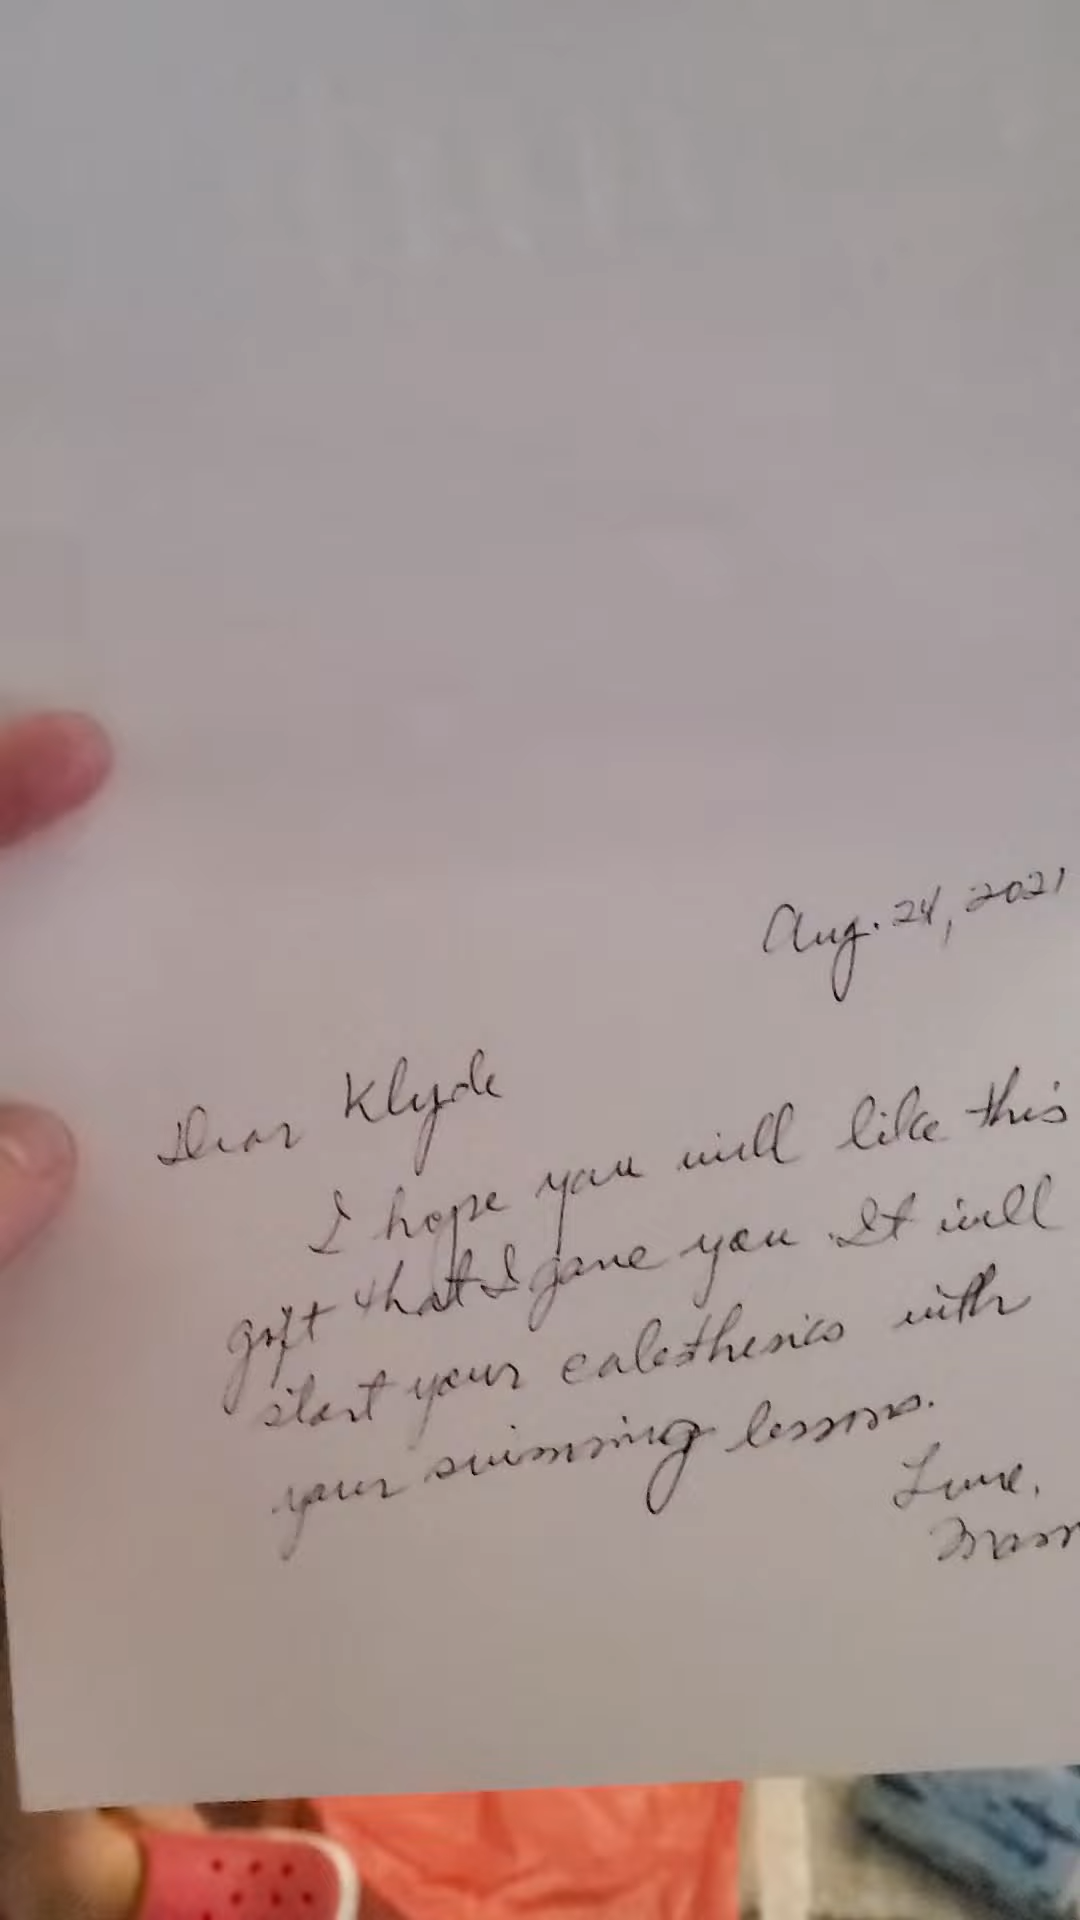 Aug. 24, 2021
Dear Klyde
I hope you will like this
gift that I gave you. It will
start your calesthenics with
your swimming lessons.
Love,